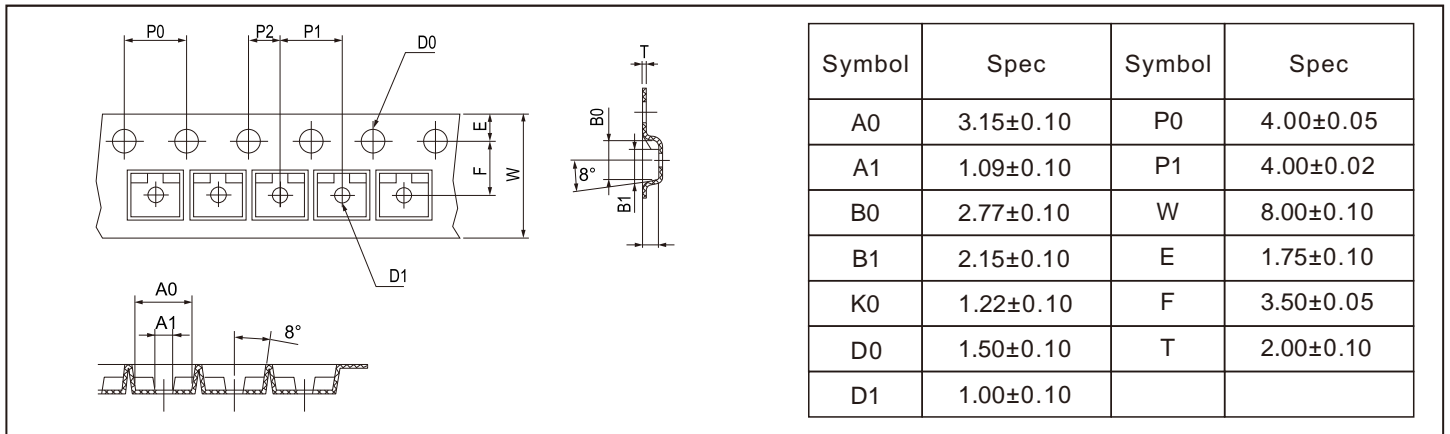 P0 P2 P1 D0
E
F
W
D1
A0
A1
8°
T
B0
8°
B1
Symbol Spec Symbol Spec
A0 3.15±0.10 P0 4.00±0.05
A1 1.09±0.10 P1 4.00±0.02
B0 2.77±0.10 W 8.00±0.10
B1 2.15±0.10 E 1.75±0.10
K0 1.22±0.10 F 3.50±0.05
D0 1.50±0.10 T 2.00±0.10
D1 1.00±0.10